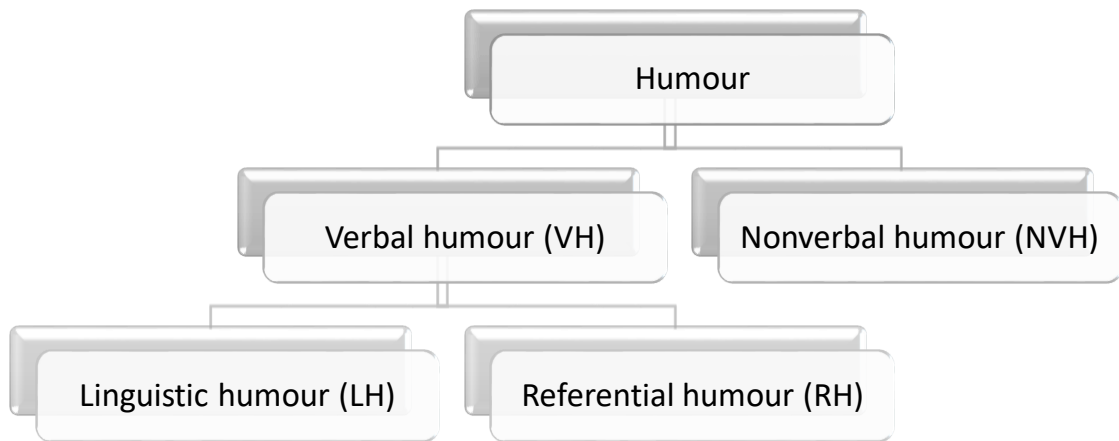 Humour
Verbal humour (VH)
Nonverbal humour (NVH)
Linguistic humour (LH)
Referential humour (RH)